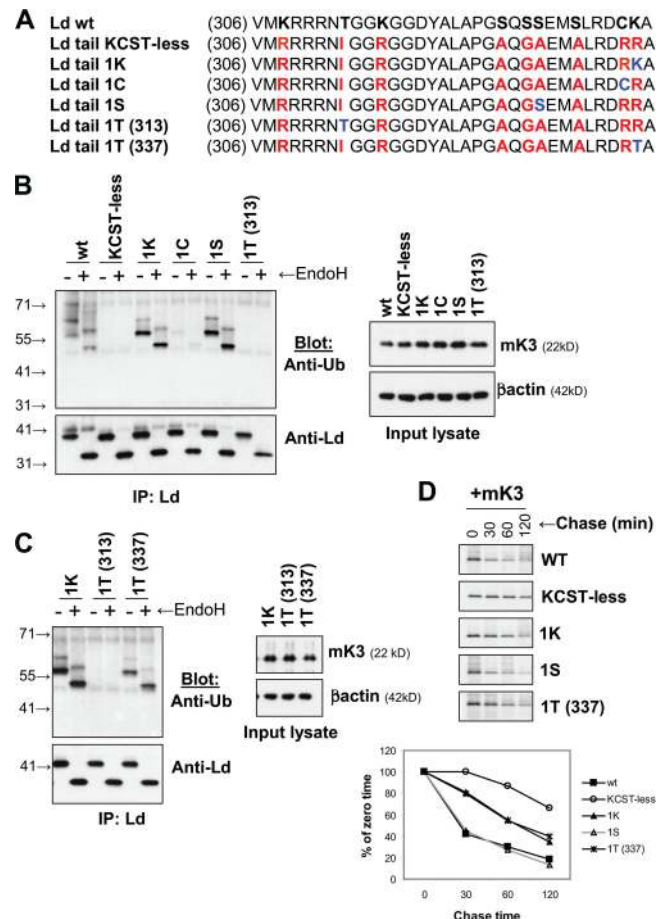 A
Ld wt (306) VMKRRRNTGGKGGDYALAPGSQSSEMSLRDCKA
Ld tail KCST-less (306) VMRRRRNIGGRGGDYALAPGAQGAEMALRDRRA
Ld tail 1K (306) VMRRRRNIGGRGGDYALAPGAQGAEMALRDRKA
Ld tail 1C (306) VMRRRRNIGGRGGDYALAPGAQGAEMALRDCRA
Ld tail 1S (306) VMRRRRNIGGRGGDYALAPGAQGSEMALRDRRA
Ld tail 1T (313) (306) VMRRRRNTGGRGGDYALAPGAQGAEMALRDRRA
Ld tail 1T (337) (306) VMRRRRNIGGRGGDYALAPGAQGAEMALRDRTA
B
wt KCST-less 1K 1C 1S 1T (313)
- + - + - + - + - + - + ←EndoH
71→
55→
41→
31→
Blot:
Anti-Ub
41→
31→
Anti-Ld
IP: Ld
wt KCST-less 1K 1C 1S 1T (313)
mK3 (22kD)
βactin (42kD)
Input lysate
C
1K 1T (313) 1T (337)
- + - + - + ←EndoH
71→
55→
41→
Blot:
Anti-Ub
41→
Anti-Ld
IP: Ld
1K 1T (313) 1T (337)
mK3 (22 kD)
βactin (42kD)
Input lysate
D
+mK3
0 30 60 120 ←Chase (min)
WT
KCST-less
1K
1S
1T (337)
% of zero time
120
100
80
60
40
20
0
0 30 60 120
Chase time
wt
KCST-less
1K
1S
1T (337)